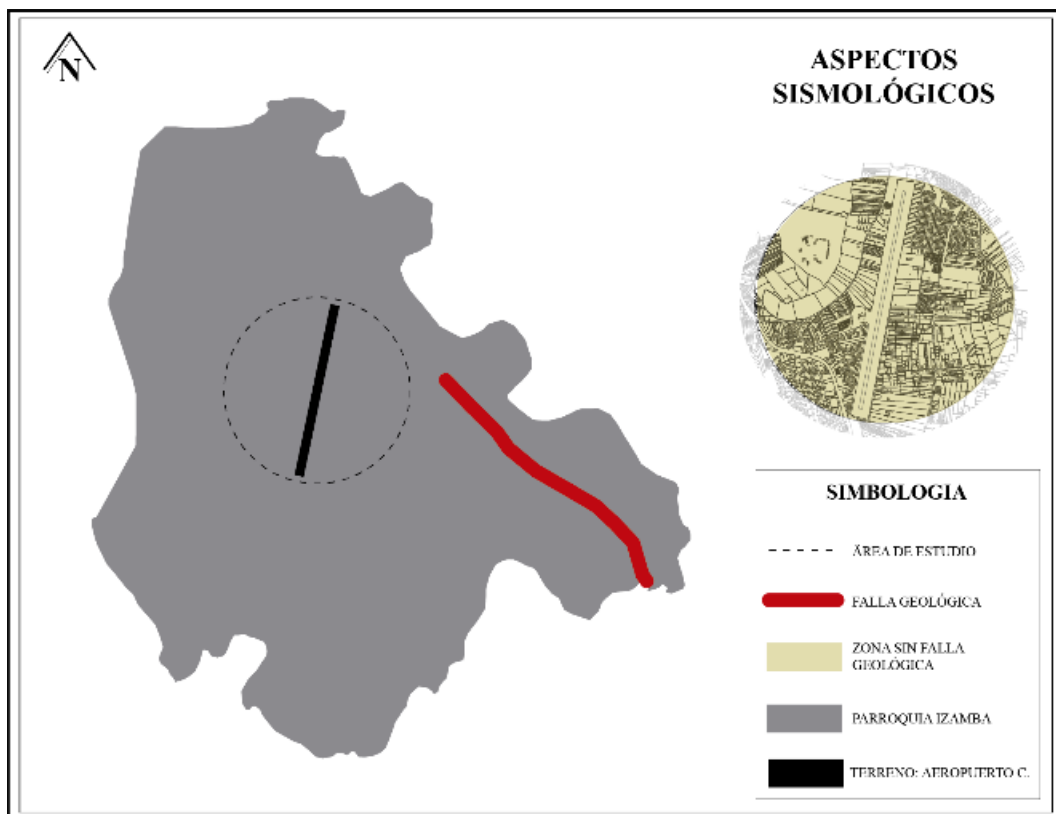 N
ASPECTOS
SISMOLÓGICOS
SIMBOLOGIA
ÁREA DE ESTUDIO
FALLA GEOLÓGICA
ZONA SIN FALLA
GEOLÓGICA
PARROQUIA IZAMBA
TERRENO: AEROPUERTO C.